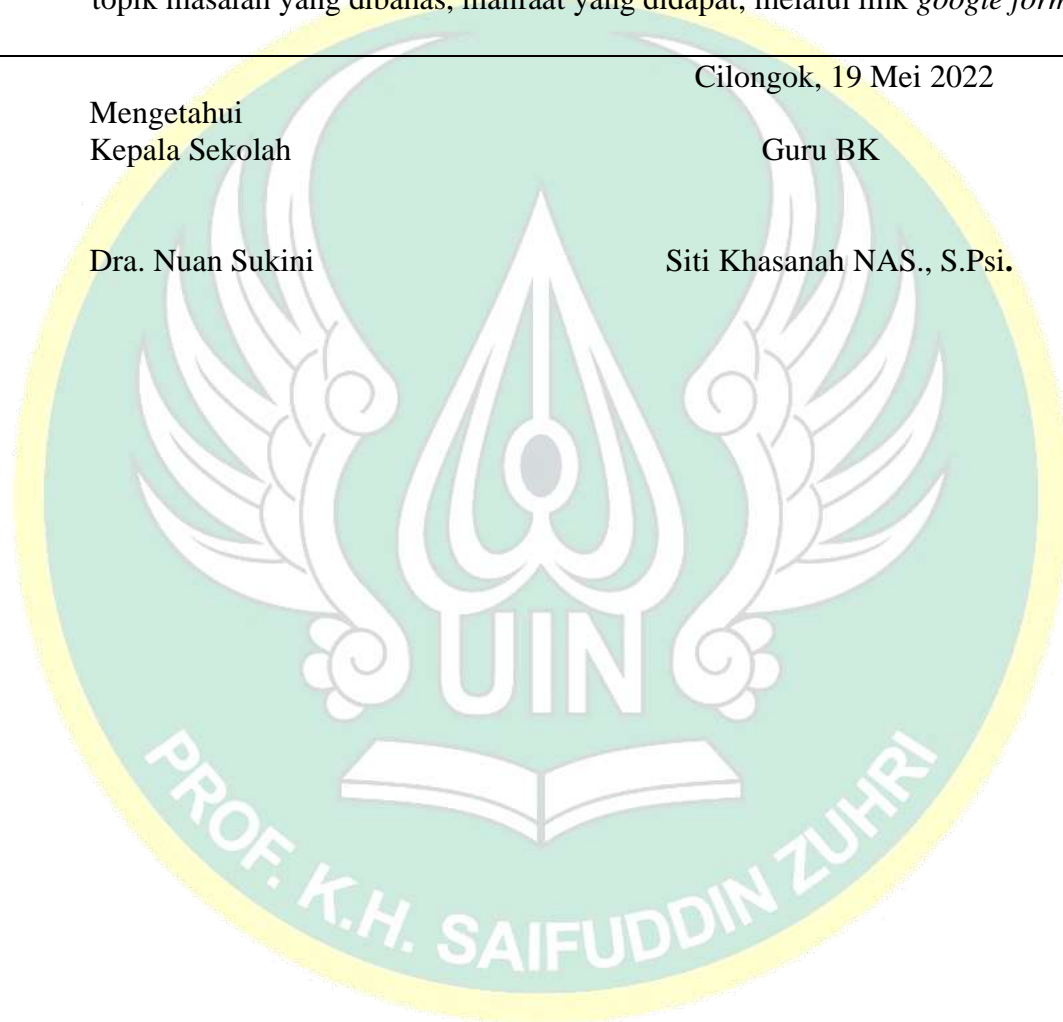 topik masalah yang dibahas, manfaat yang didapat, melalui link google form
Cilongok, 19 Mei 2022
Mengetahui
Kepala Sekolah Guru BK
Dra. Nuan Sukini Siti Khasanah NAS., S.Psi.
UIN
PROF. K.H. SAIFUDDIN ZUHRI